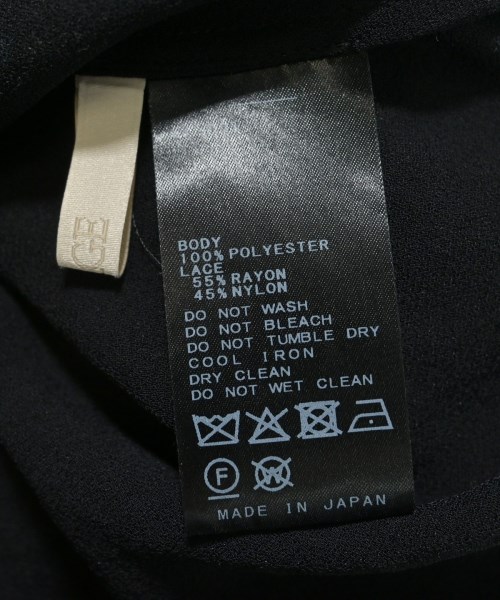 BODY
100% POLYESTER
LACE
55% RAYON
45% NYLON
DO NOT WASH
DO NOT BLEACH
DO NOT TUMBLE DRY
COOL IRON
DRY CLEAN
DO NOT WET CLEAN
F W
MADE IN JAPAN